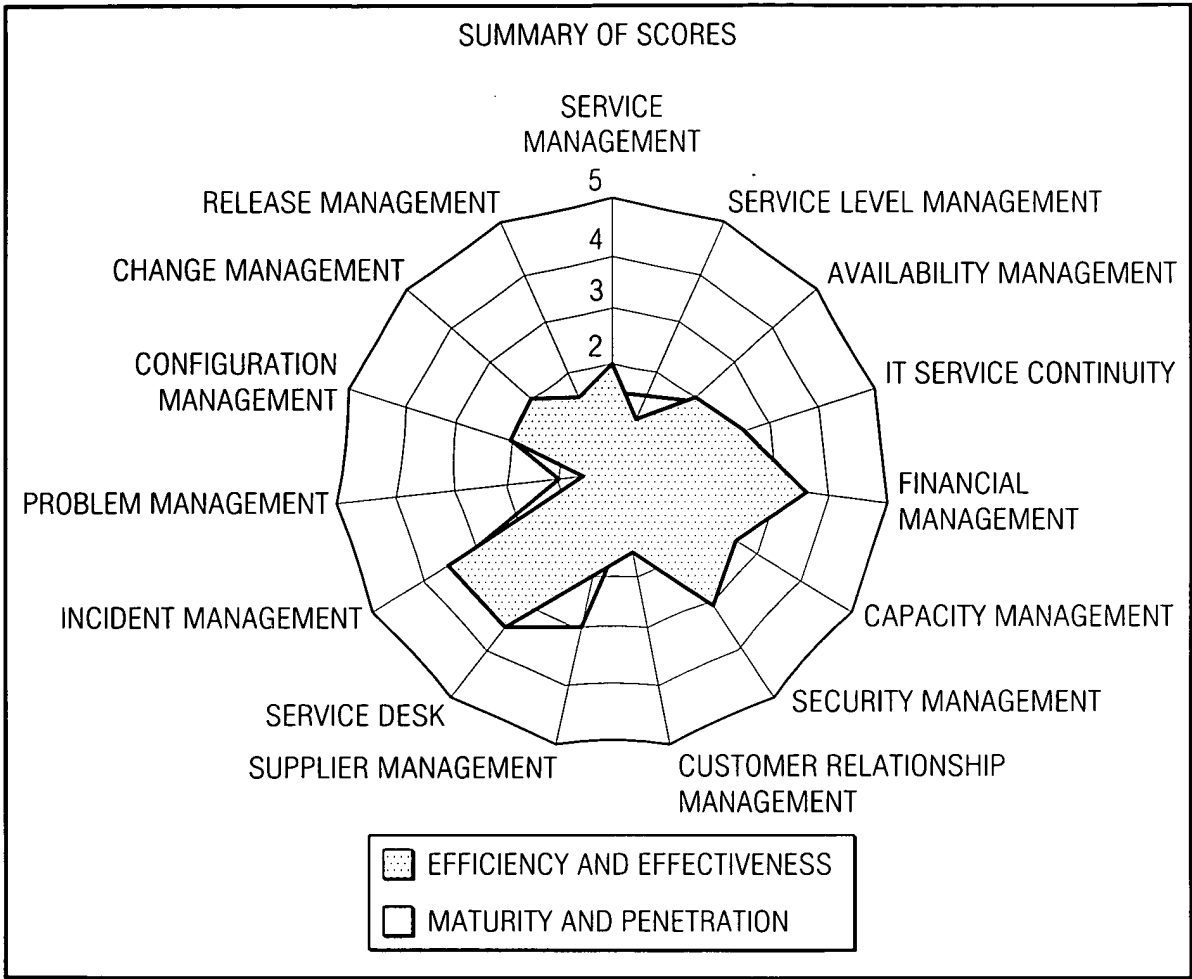 SUMMARY OF SCORES
SERVICE
MANAGEMENT
5
4
3
2
SERVICE LEVEL MANAGEMENT
AVAILABILITY MANAGEMENT
IT SERVICE CONTINUITY
FINANCIAL
MANAGEMENT
CAPACITY MANAGEMENT
SECURITY MANAGEMENT
CUSTOMER RELATIONSHIP
MANAGEMENT
SUPPLIER MANAGEMENT
SERVICE DESK
INCIDENT MANAGEMENT
PROBLEM MANAGEMENT
CONFIGURATION
MANAGEMENT
CHANGE MANAGEMENT
RELEASE MANAGEMENT
EFFICIENCY AND EFFECTIVENESS
MATURITY AND PENETRATION